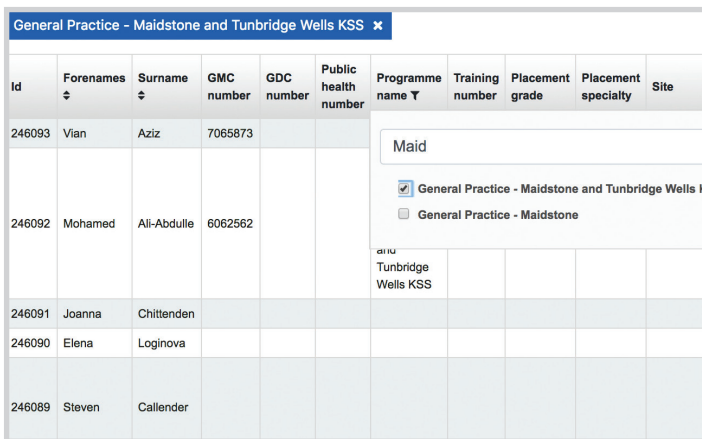 General Practice - Maidstone and Tunbridge Wells KSS ×
Id Forenames Surname GMC number GDC number Public health number Programme name Training number Placement grade Placement specialty Site
246093 Vian Aziz 7065873
Maid
General Practice - Maidstone and Tunbridge Wells
General Practice - Maidstone
246092 Mohamed Ali-Abdulle 6062562
and
Tunbridge
Wells KSS
246091 Joanna Chittenden
246090 Elena Loginova
246089 Steven Callender